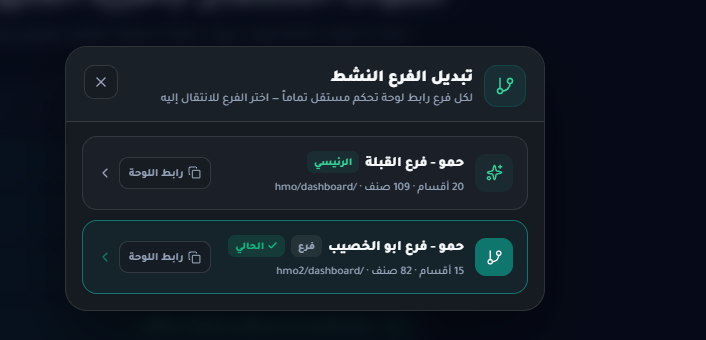 تبديل الفرع النشط
لكل فرع رابط لوحة تحكم مستقل تماماً — اختر الفرع للانتقال إليه
حمو - فرع القبلة الرئيسي
20 أقسام · 109 صنف · /hmo/dashboard
رابط اللوحة
حمو - فرع ابو الخصيب فرع الحالي
15 أقسام · 82 صنف · /hmo2/dashboard
رابط اللوحة